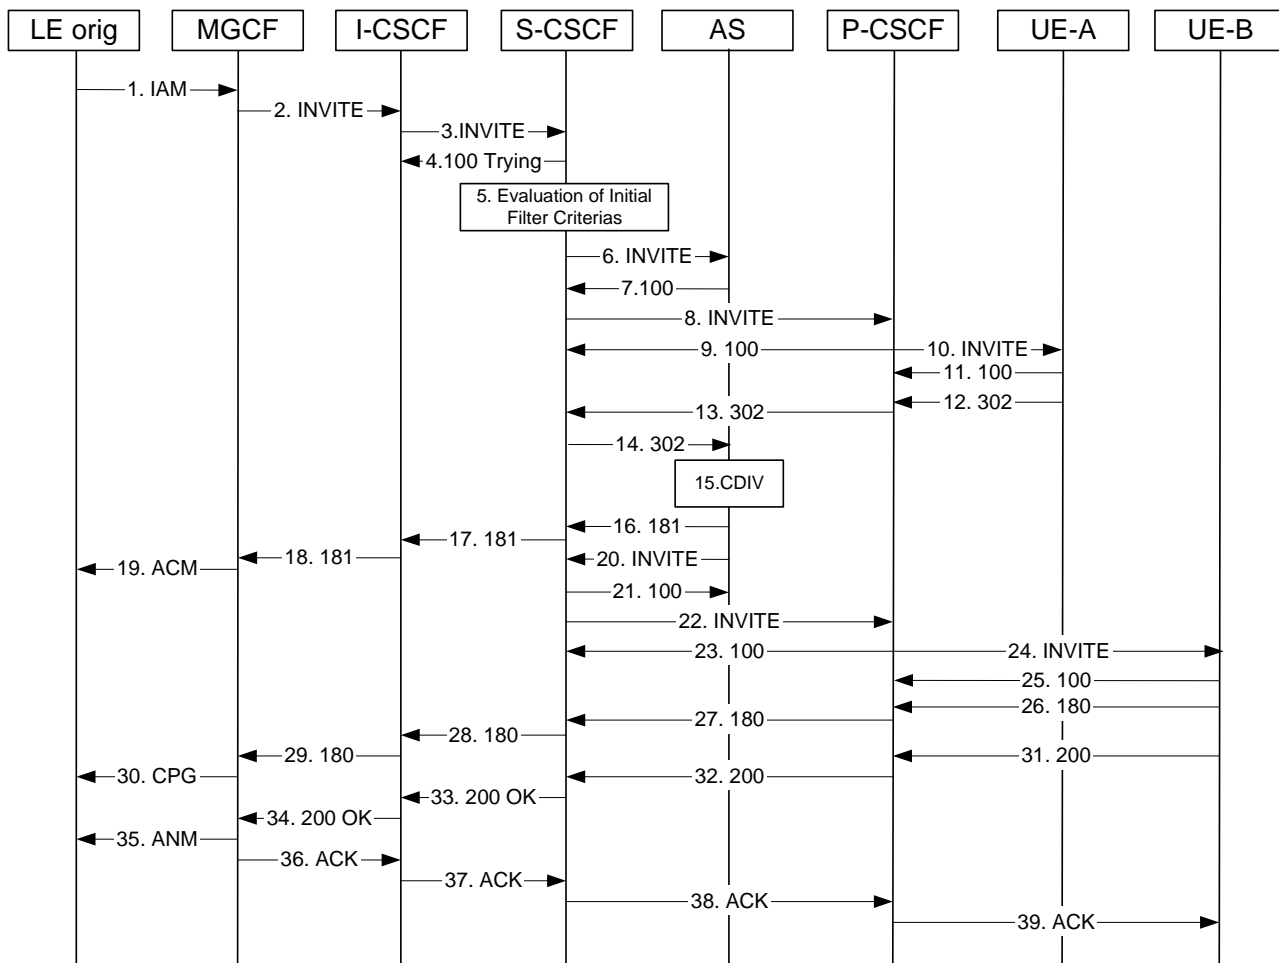 LE orig
MGCF
I-CSCF
S-CSCF
AS
P-CSCF
UE-A
UE-B
1. IAM
2. INVITE
3.INVITE
4.100 Trying
5. Evaluation of Initial
Filter Criterias
6. INVITE
7.100
8. INVITE
9. 100
10. INVITE
11. 100
12. 302
13. 302
14. 302
15.CDIV
16. 181
17. 181
18. 181
19. ACM
20. INVITE
21. 100
22. INVITE
23. 100
24. INVITE
25. 100
26. 180
27. 180
28. 180
29. 180
30. CPG
31. 200
32. 200
33. 200 OK
34. 200 OK
35. ANM
36. ACK
37. ACK
38. ACK
39. ACK